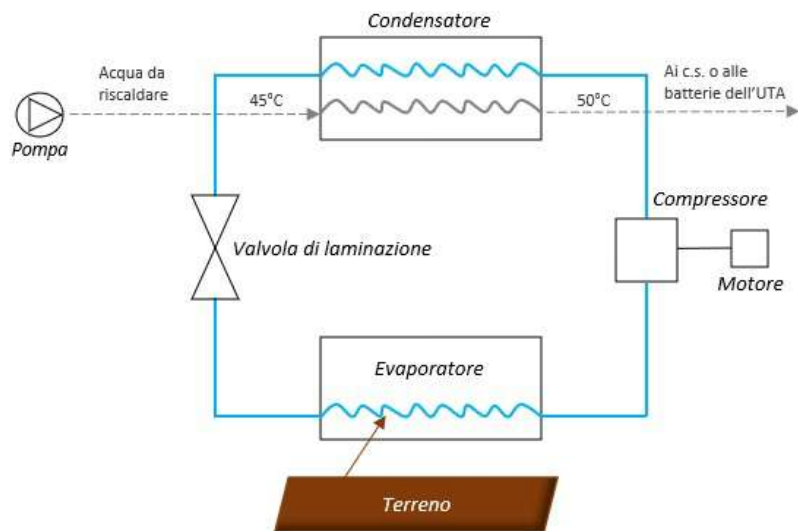 Condensatore
Acqua da
riscaldare
45°C
50°C
Ai c.s. o alle
batterie dell'UTA
Pompa
Compressore
Valvola di laminazione
Motore
Evaporatore
Terreno